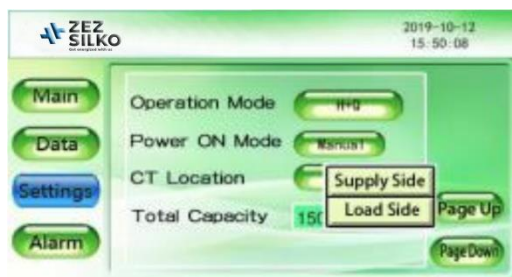 ZEZ
SILKO
2019-10-12
15:50:08
Main
Data
Settings
Alarm
Operation Mode H+Q
Power ON Mode Manual
CT Location
Supply Side
Load Side
Total Capacity 150
Page Up
Page Down